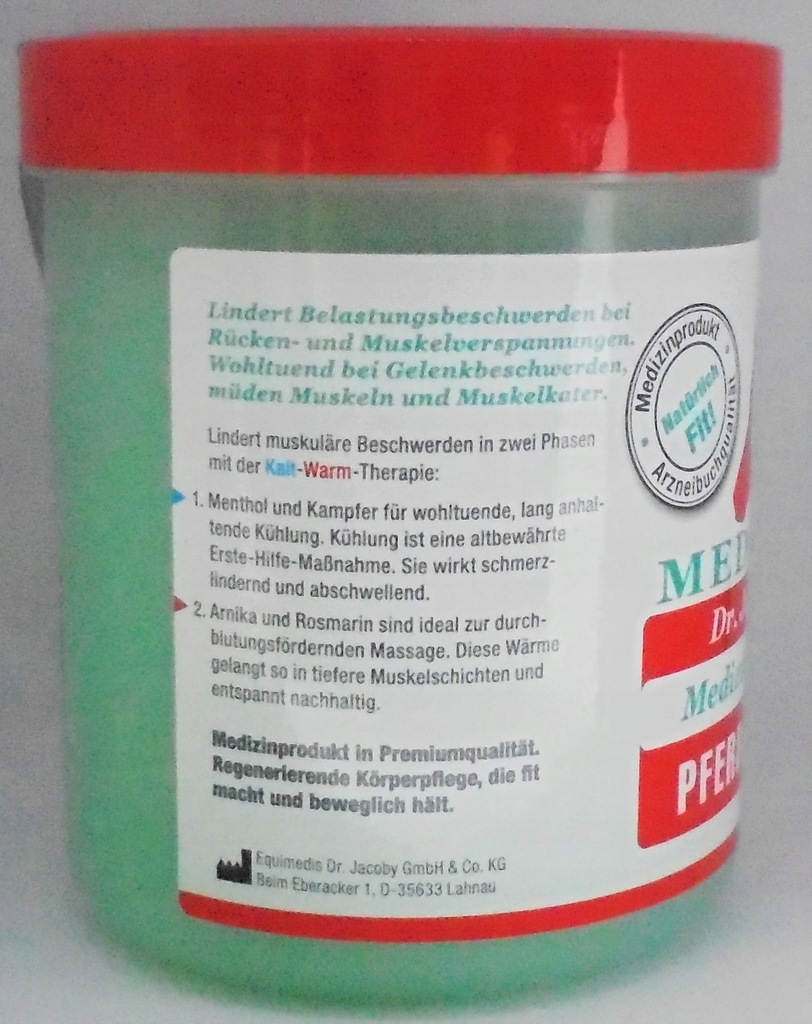 Lindert Belastungsbeschwerden bei
Rücken- und Muskelverspannungen.
Wohltuend bei Gelenkbeschwerden,
müden Muskeln und Muskelkater.
Lindert muskuläre Beschwerden in zwei Phasen
mit der Kalt-Warm-Therapie:
1. Menthol und Kampfer für wohltuende, lang anhal-
tende Kühlung. Kühlung ist eine altbewährte
Erste-Hilfe-Maßnahme. Sie wirkt schmerz-
lindernd und abschwellend.
2. Arnika und Rosmarin sind ideal zur durch-
blutungsfördernden Massage. Diese Wärme
gelangt so in tiefere Muskelschichten und
entspannt nachhaltig.
Medizinprodukt in Premiumqualität.
Regenerierende Körperpflege, die fit
macht und beweglich hält.
Equimedis Dr. Jacoby GmbH & Co. KG
Beim Eberacker 1, D-35633 Lahnau
Medizinprodukt
Natürlich
Fit!
Arzneibuchqualität
MED
Dr.
Mediz
PFER